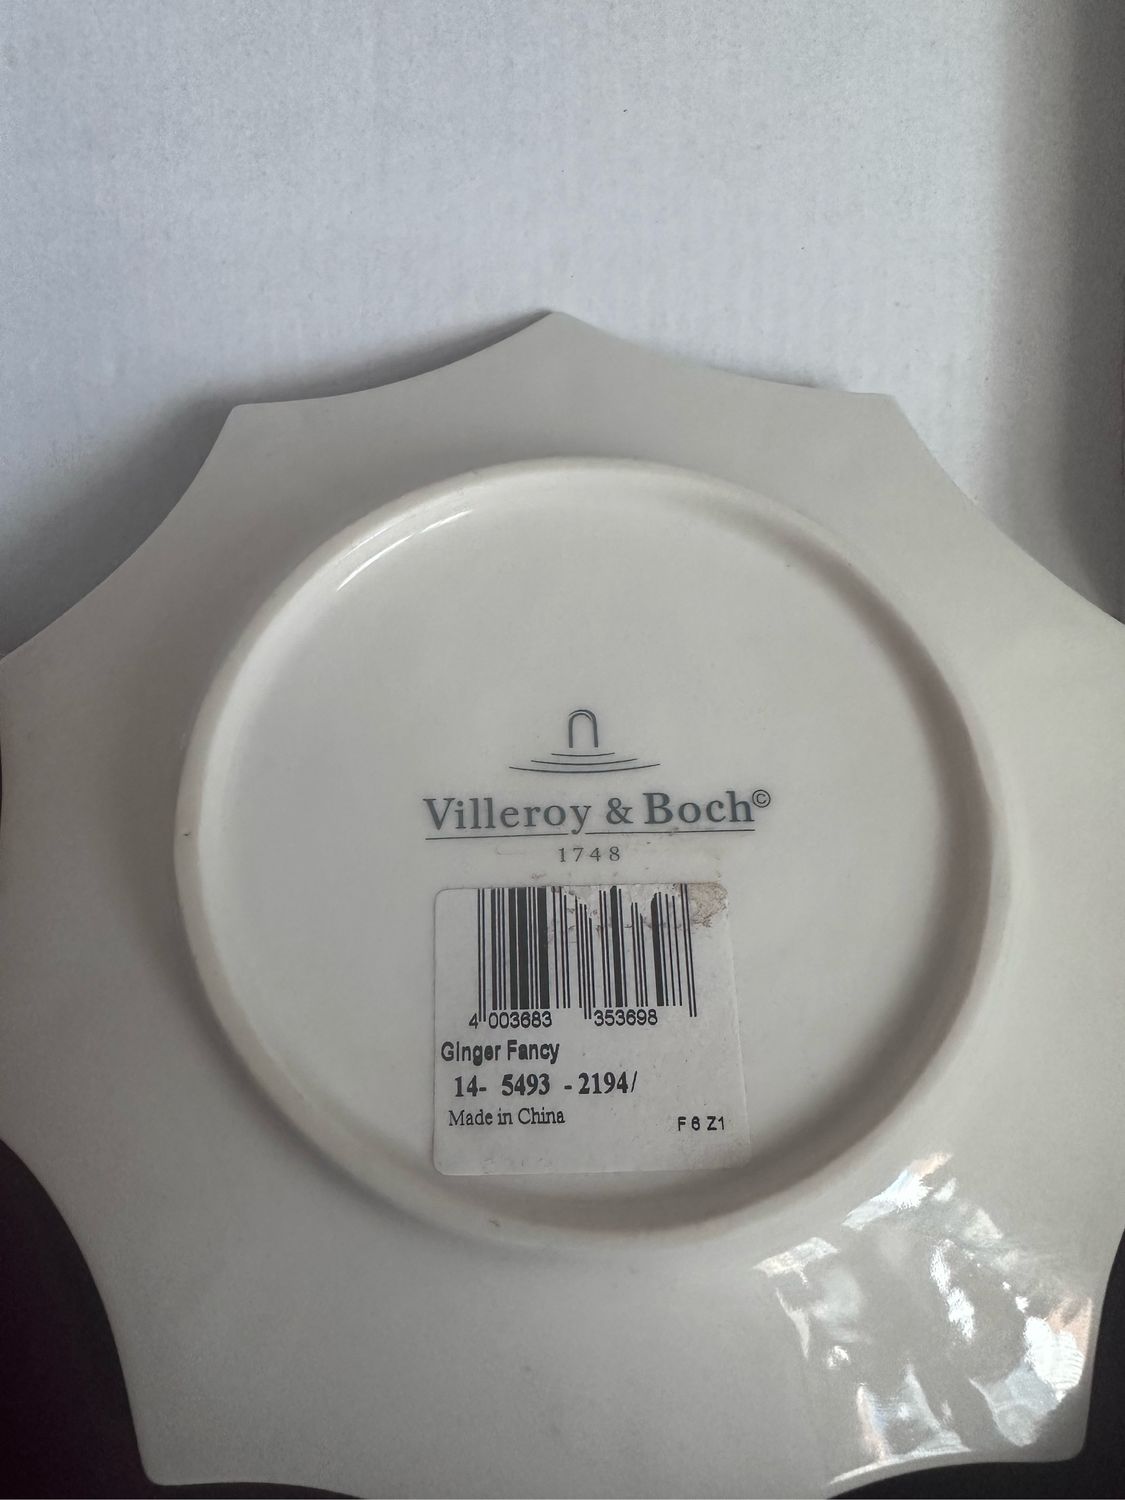 Villeroy & Boch©
1748
4 003683 353698
Ginger Fancy
14- 5493 - 2194/
Made in China
F 6 Z1